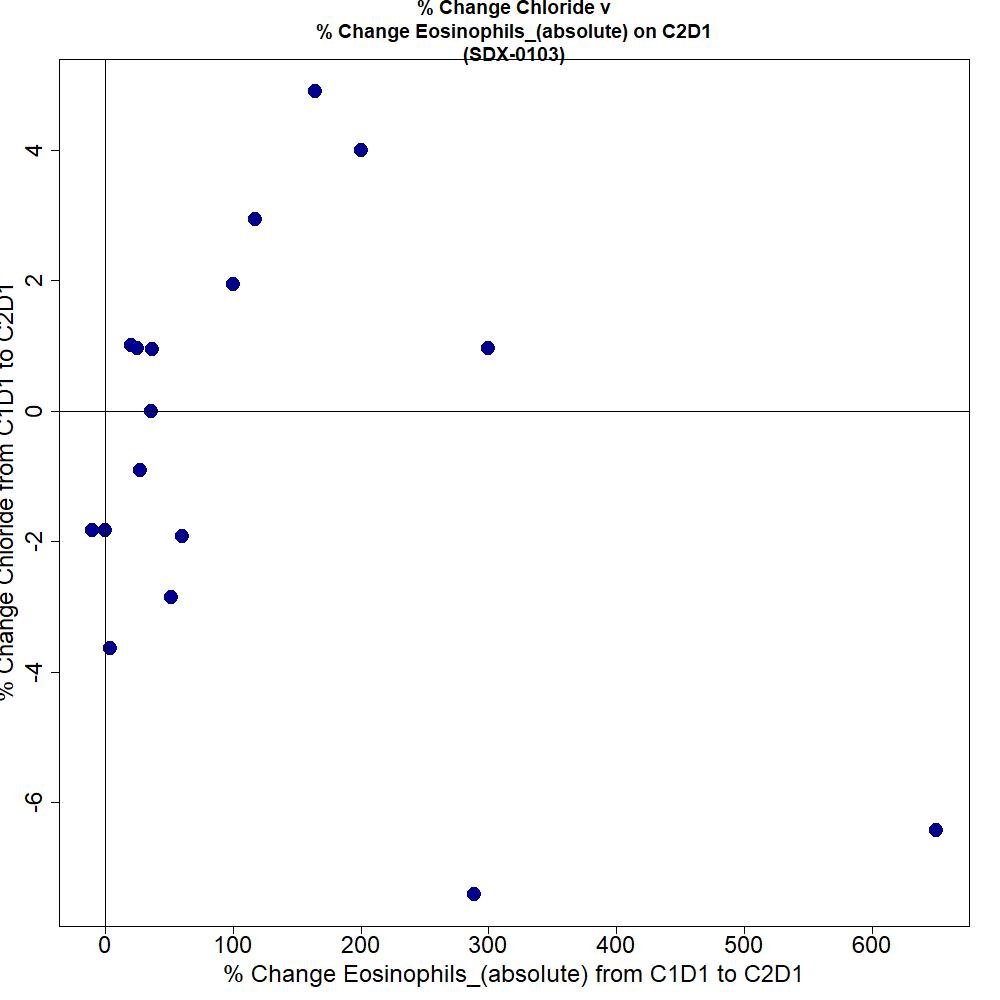 % Change Chloride v
% Change Eosinophils_(absolute) on C2D1
(SDX-0103)
% Change Chloride from C1D1 to C2D1
4
2
0
-2
-4
-6
0 100 200 300 400 500 600
% Change Eosinophils_(absolute) from C1D1 to C2D1